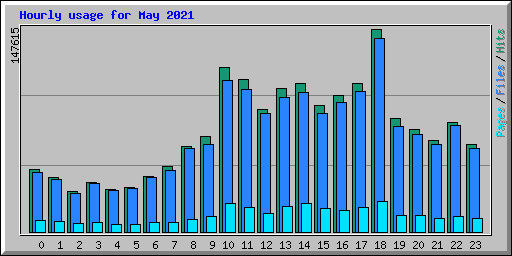 Hourly usage for May 2021
147615
Pages/Files/Hits
0 1 2 3 4 5 6 7 8 9 10 11 12 13 14 15 16 17 18 19 20 21 22 23